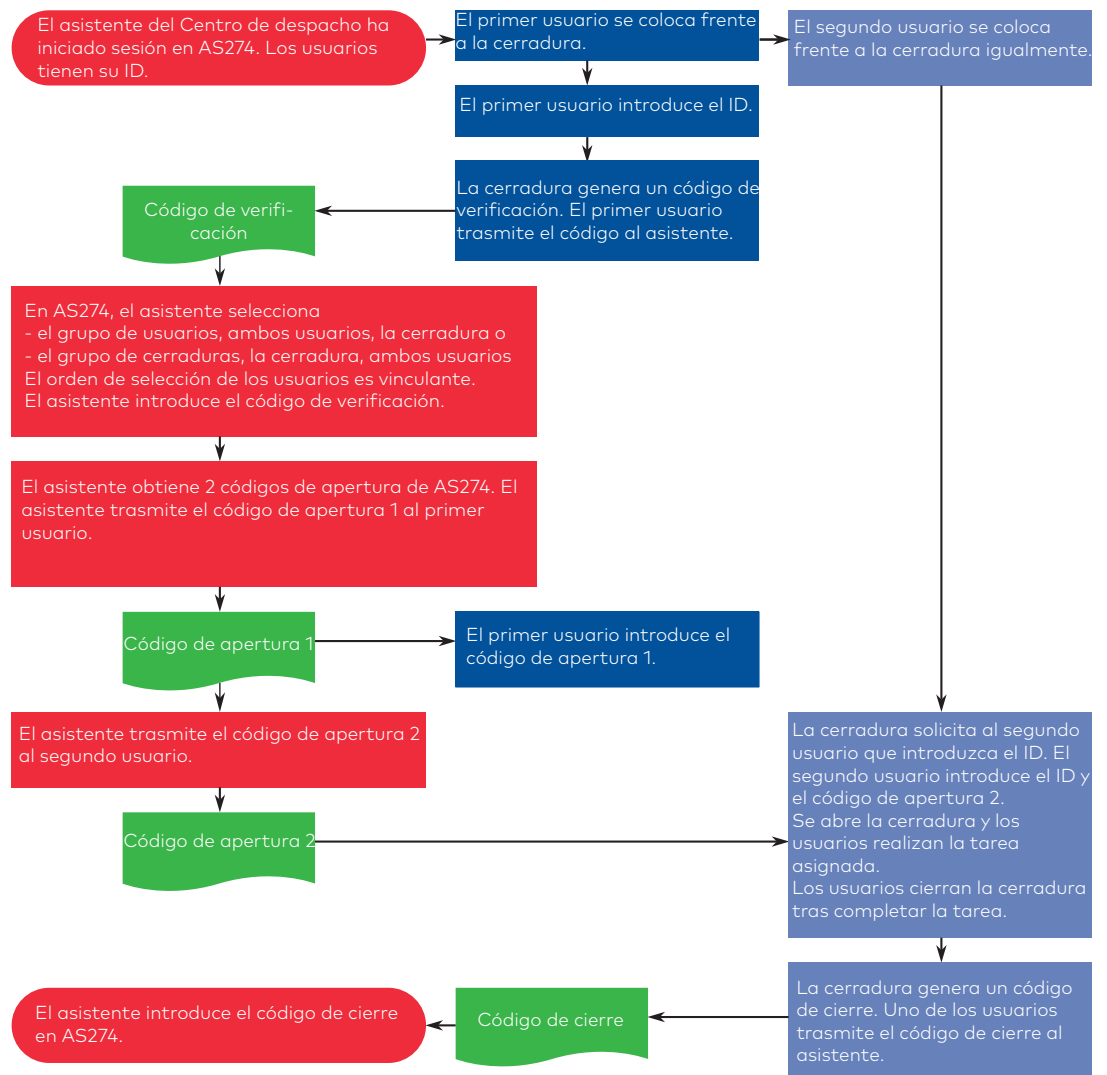 El asistente del Centro de despacho ha
iniciado sesión en AS274. Los usuarios
tienen su ID.
El primer usuario se coloca frente
a la cerradura.
El segundo usuario se coloca
frente a la cerradura igualmente.
El primer usuario introduce el ID.
La cerradura genera un código de
verificación. El primer usuario
trasmite el código al asistente.
Código de verifi-
cación
En AS274, el asistente selecciona
- el grupo de usuarios, ambos usuarios, la cerradura o
- el grupo de cerraduras, la cerradura, ambos usuarios
El orden de selección de los usuarios es vinculante.
El asistente introduce el código de verificación.
El asistente obtiene 2 códigos de apertura de AS274. El
asistente trasmite el código de apertura 1 al primer
usuario.
Código de apertura 1
El primer usuario introduce el
código de apertura 1.
El asistente trasmite el código de apertura 2
al segundo usuario.
Código de apertura 2
La cerradura solicita al segundo
usuario que introduzca el ID. El
segundo usuario introduce el ID y
el código de apertura 2.
Se abre la cerradura y los
usuarios realizan la tarea
asignada.
Los usuarios cierran la cerradura
tras completar la tarea.
La cerradura genera un código
de cierre. Uno de los usuarios
trasmite el código de cierre al
asistente.
Código de cierre
El asistente introduce el código de cierre
en AS274.